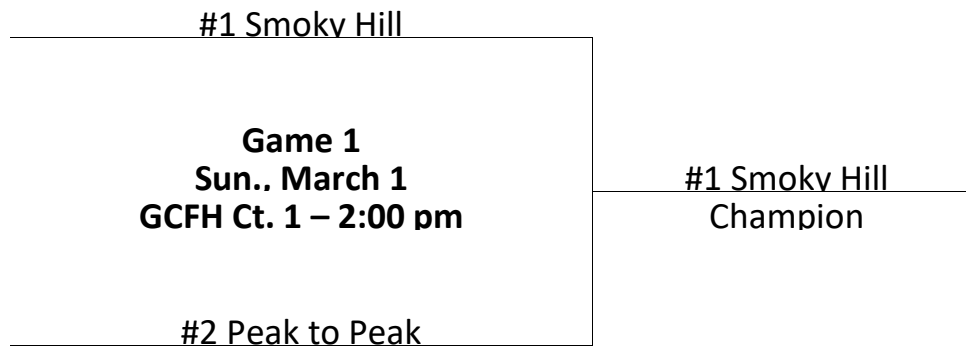 #1 Smoky Hill
Game 1
Sun., March 1
GCFH Ct. 1 – 2:00 pm
#1 Smoky Hill
Champion
#2 Peak to Peak